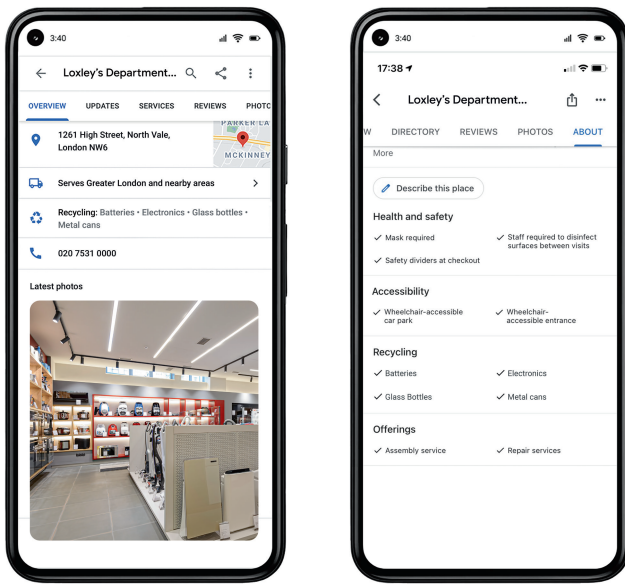 3:40
Loxley's Department...
OVERVIEW UPDATES SERVICES REVIEWS PHOTC
1261 High Street, North Vale,
London NW6
PARKER LA
MCKINNEY
Serves Greater London and nearby areas
Recycling: Batteries • Electronics • Glass bottles •
Metal cans
020 7531 0000
Latest photos
3:40
17:38
Loxley's Department...
W DIRECTORY REVIEWS PHOTOS ABOUT
More
Describe this place
Health and safety
Mask required
Staff required to disinfect
surfaces between visits
Safety dividers at checkout
Accessibility
Wheelchair-accessible
car park
Wheelchair-
accessible entrance
Recycling
Batteries
Electronics
Glass Bottles
Metal cans
Offerings
Assembly service
Repair services